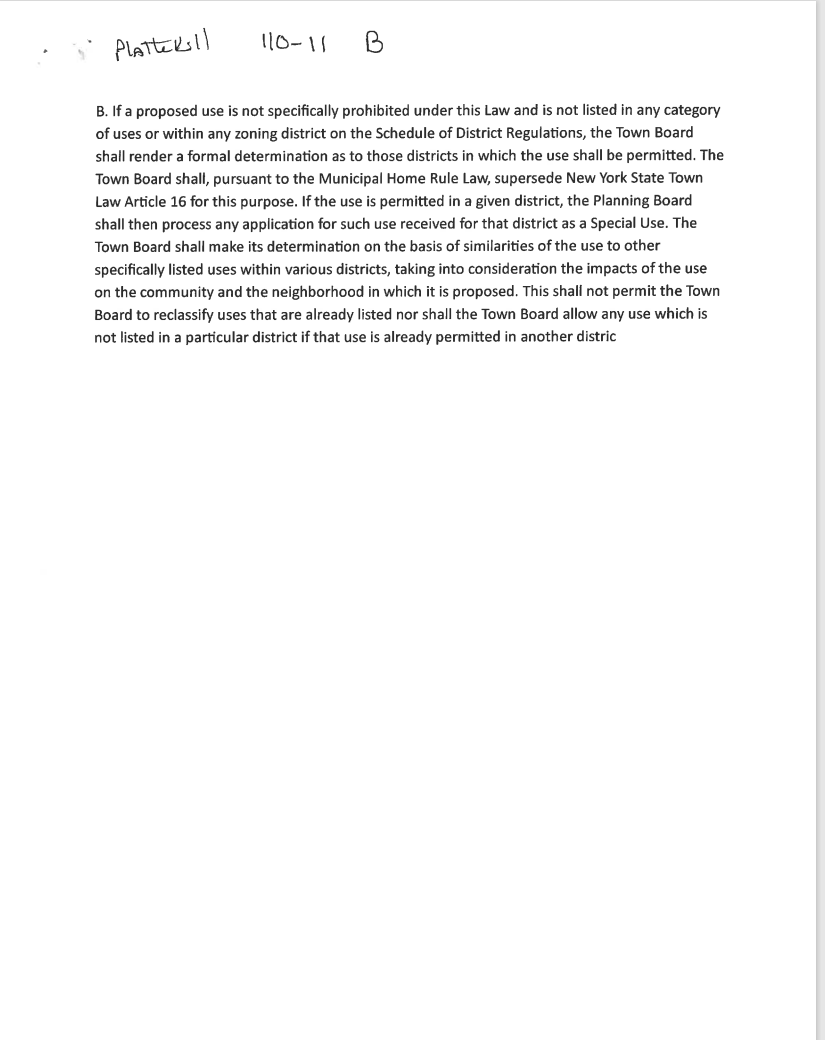 Plattekill 110-11 B
B. If a proposed use is not specifically prohibited under this Law and is not listed in any category
of uses or within any zoning district on the Schedule of District Regulations, the Town Board
shall render a formal determination as to those districts in which the use shall be permitted. The
Town Board shall, pursuant to the Municipal Home Rule Law, supersede New York State Town
Law Article 16 for this purpose. If the use is permitted in a given district, the Planning Board
shall then process any application for such use received for that district as a Special Use. The
Town Board shall make its determination on the basis of similarities of the use to other
specifically listed uses within various districts, taking into consideration the impacts of the use
on the community and the neighborhood in which it is proposed. This shall not permit the Town
Board to reclassify uses that are already listed nor shall the Town Board allow any use which is
not listed in a particular district if that use is already permitted in another distric